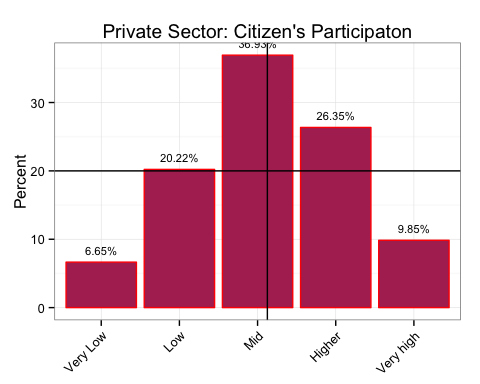 Private Sector: Citizen's Participaton
36.93%
30
26.35%
20.22%
20
9.85%
6.65%
10
0
Percent
Very Low
Low
Mid
Higher
Very high